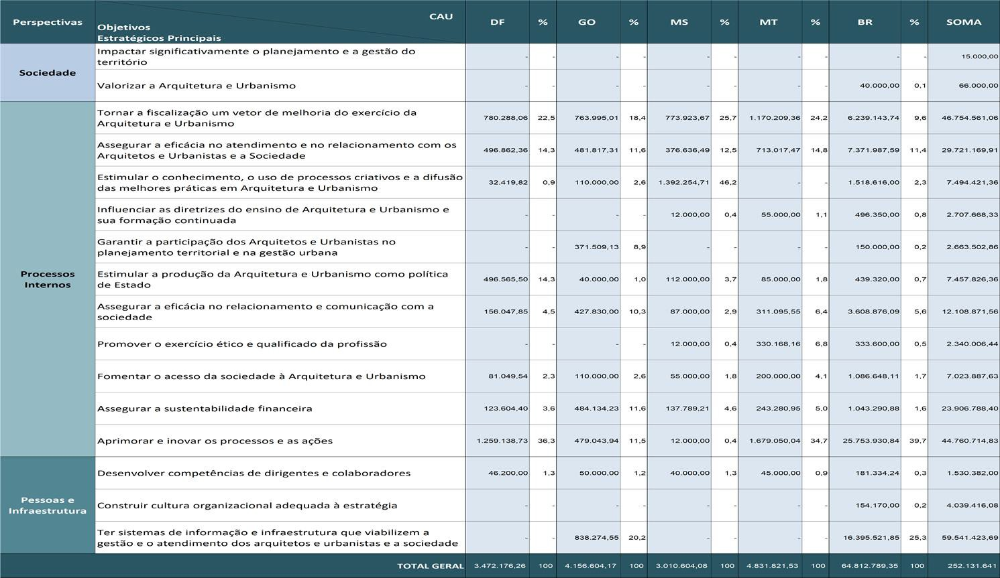 Perspectivas CAU Objetivos Estratégicos Principais DF % GO % MS % MT % BR % SOMA
Sociedade
Impactar significativamente o planejamento e a gestão do
território - - - - - - - - - - 15.000,00
Valorizar a Arquitetura e Urbanismo - - - - - - - - 40.000,00 0,1 66.000,00
Processos
Internos
Tornar a fiscalização um vetor de melhoria do exercício da
Arquitetura e Urbanismo 780.288,06 22,5 763.995,01 18,4 773.923,67 25,7 1.170.209,36 24,2 6.239.143,74 9,6 46.754.561,06
Assegurar a eficácia no atendimento e no relacionamento com os
Arquitetos e Urbanistas e a Sociedade 496.862,36 14,3 481.817,31 11,6 376.636,49 12,5 713.017,47 14,8 7.371.987,59 11,4 29.721.169,91
Estimular o conhecimento, o uso de processos criativos e a difusão
das melhores práticas em Arquitetura e Urbanismo 32.419,82 0,9 110.000,00 2,6 1.392.254,71 46,2 - - 1.518.616,00 2,3 7.494.421,36
Influenciar as diretrizes do ensino de Arquitetura e Urbanismo e
sua formação continuada - - - - 12.000,00 0,4 55.000,00 1,1 496.350,00 0,8 2.707.668,33
Garantir a participação dos Arquitetos e Urbanistas no
planejamento territorial e na gestão urbana - - 371.509,13 8,9 - - - - 150.000,00 0,2 2.663.502,86
Estimular a produção da Arquitetura e Urbanismo como política
de Estado 496.565,50 14,3 40.000,00 1,0 112.000,00 3,7 85.000,00 1,8 439.320,00 0,7 7.457.826,36
Assegurar a eficácia no relacionamento e comunicação com a
sociedade 156.047,85 4,5 427.830,00 10,3 87.000,00 2,9 311.095,55 6,4 3.608.876,09 5,6 12.108.871,56
Promover o exercício ético e qualificado da profissão - - - - 12.000,00 0,4 330.168,16 6,8 333.600,00 0,5 2.340.006,44
Fomentar o acesso da sociedade à Arquitetura e Urbanismo 81.049,54 2,3 110.000,00 2,6 55.000,00 1,8 200.000,00 4,1 1.086.648,11 1,7 7.023.887,63
Assegurar a sustentabilidade financeira 123.604,40 3,6 484.134,23 11,6 137.789,21 4,6 243.280,95 5,0 1.043.290,88 1,6 23.906.788,40
Aprimorar e inovar os processos e as ações 1.259.138,73 36,3 479.043,94 11,5 12.000,00 0,4 1.679.050,04 34,7 25.753.930,84 39,7 44.760.714,83
Pessoas e
Infraestrutura
Desenvolver competências de dirigentes e colaboradores 46.200,00 1,3 50.000,00 1,2 40.000,00 1,3 45.000,00 0,9 181.334,24 0,3 1.530.382,00
Construir cultura organizacional adequada à estratégia - - - - - - - - 154.170,00 0,2 4.039.416,08
Ter sistemas de informação e infraestrutura que viabilizem a
gestão e o atendimento dos arquitetos e urbanistas e a sociedade - - 838.274,55 20,2 - - - - 16.395.521,85 25,3 59.541.423,69
TOTAL GERAL 3.472.176,26 100 4.156.604,17 100 3.010.604,08 100 4.831.821,53 100 64.812.789,35 100 252.131.641